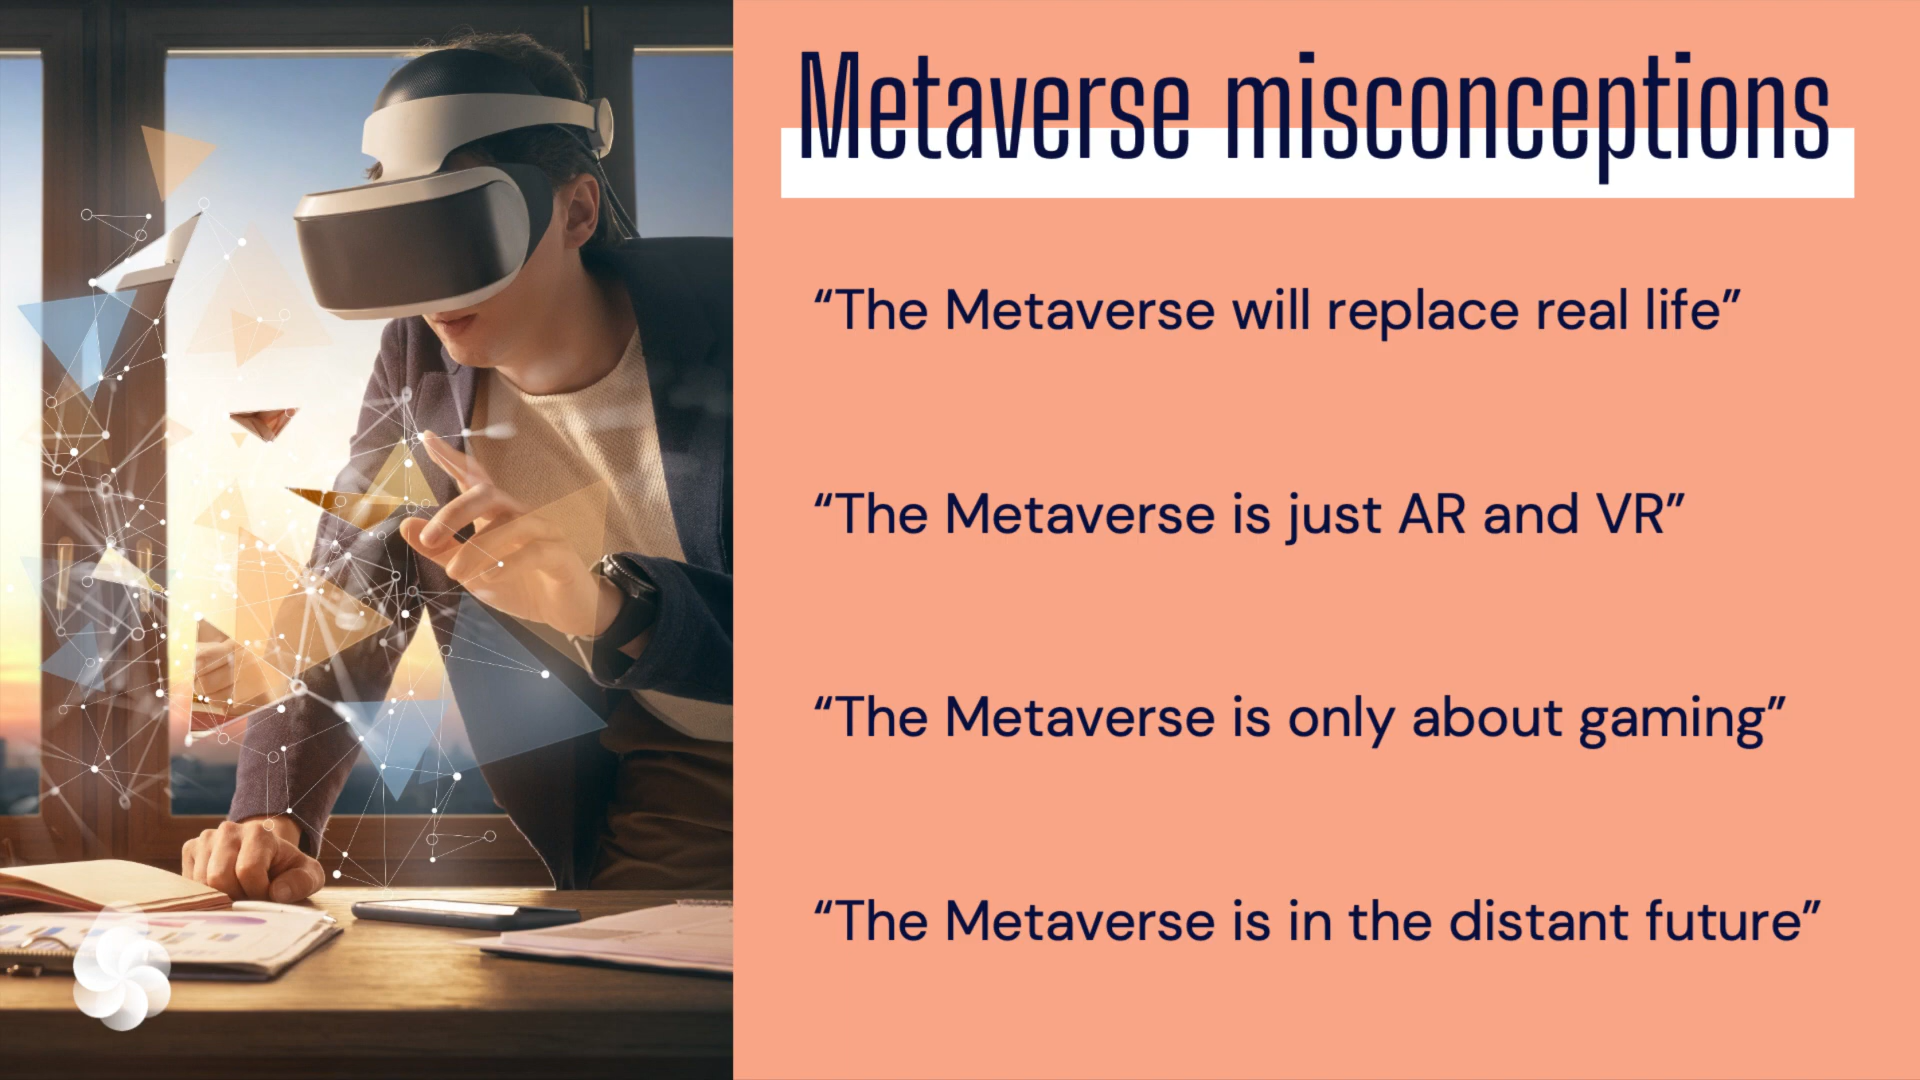 Metaverse misconceptions
“The Metaverse will replace real life”
“The Metaverse is just AR and VR”
“The Metaverse is only about gaming”
“The Metaverse is in the distant future”